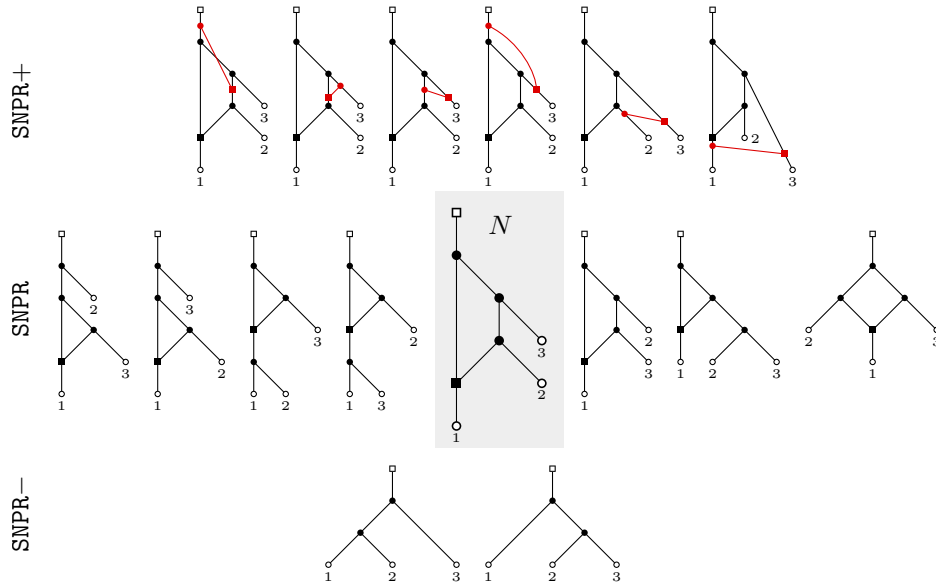 SNPR+
3 3 3 3
2 2 2 2 2 3 2
1 1 1 1 1 1 3
SNPR
N
2 3
3 2 2 2 3
3
3 2 3 1 2 3 1
2
1 1 1 2 1 3 1
1
SNPR−
1 2 3 1 2 3